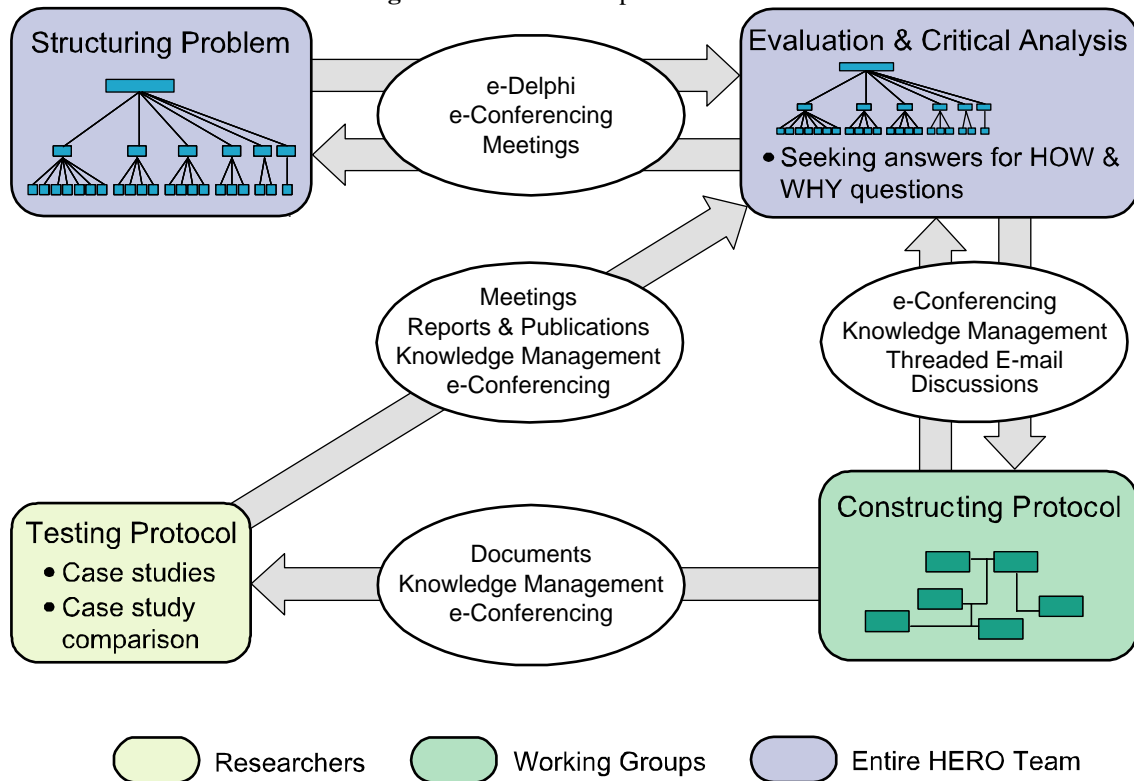 Structuring Problem
Evaluation & Critical Analysis
e-Delphi
e-Conferencing
Meetings
• Seeking answers for HOW &
WHY questions
Meetings
Reports & Publications
Knowledge Management
e-Conferencing
e-Conferencing
Knowledge Management
Threaded E-mail
Discussions
Testing Protocol
• Case studies
• Case study
comparison
Documents
Knowledge Management
e-Conferencing
Constructing Protocol
Researchers
Working Groups
Entire HERO Team